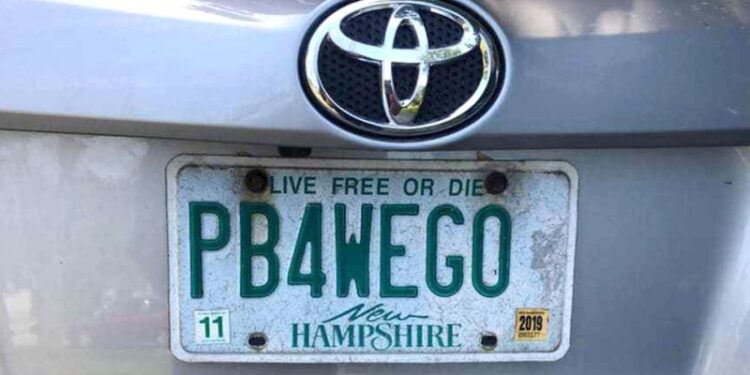 LIVE FREE OR DIE
PB4WEGO
11
New
HAMPSHIRE
2019